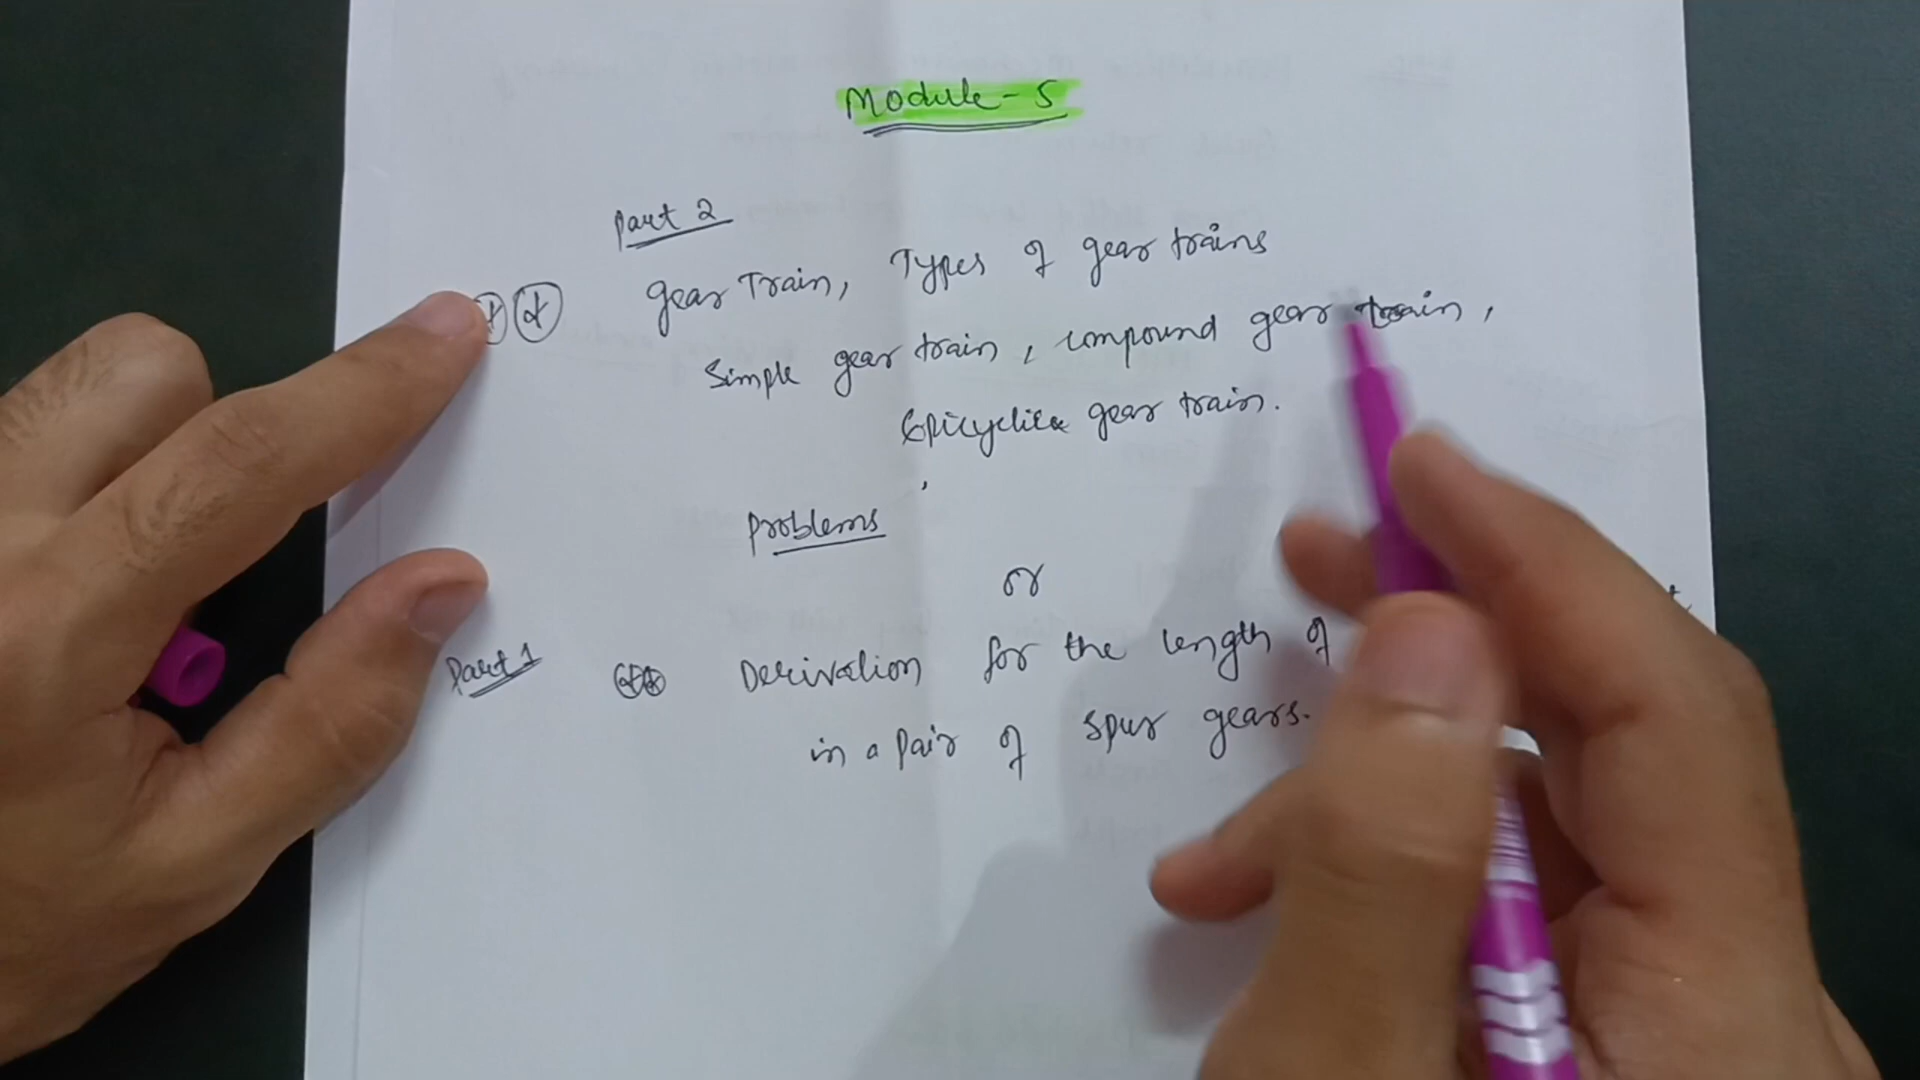 Module-5
Part 2
Gear Train, Types of gear trains
Simple gear train, compound gear train,
Epicyclic gear train.
Problems
or
Part 1 Derivation for the length of
in a pair of spur gears.